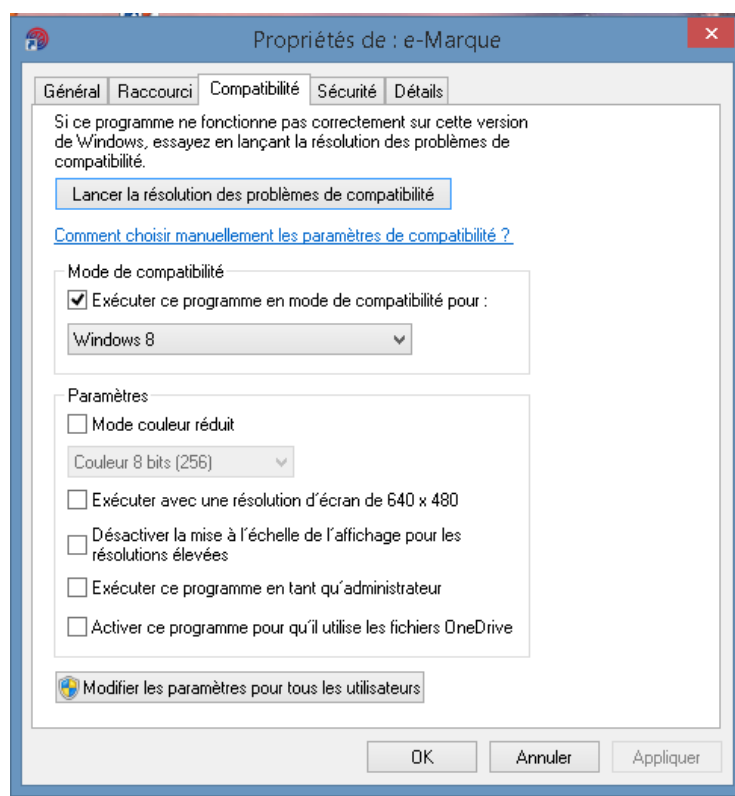 Propriétés de : e-Marque
Général Raccourci Compatibilité Sécurité Détails
Si ce programme ne fonctionne pas correctement sur cette version
de Windows, essayez en lançant la résolution des problèmes de
compatibilité.
Lancer la résolution des problèmes de compatibilité
Comment choisir manuellement les paramètres de compatibilité ?
Mode de compatibilité
Exécuter ce programme en mode de compatibilité pour :
Windows 8
Paramètres
Mode couleur réduit
Couleur 8 bits (256)
Exécuter avec une résolution d'écran de 640 x 480
Désactiver la mise à l'échelle de l'affichage pour les
résolutions élevées
Exécuter ce programme en tant qu'administrateur
Activer ce programme pour qu'il utilise les fichiers OneDrive
Modifier les paramètres pour tous les utilisateurs
OK Annuler Appliquer